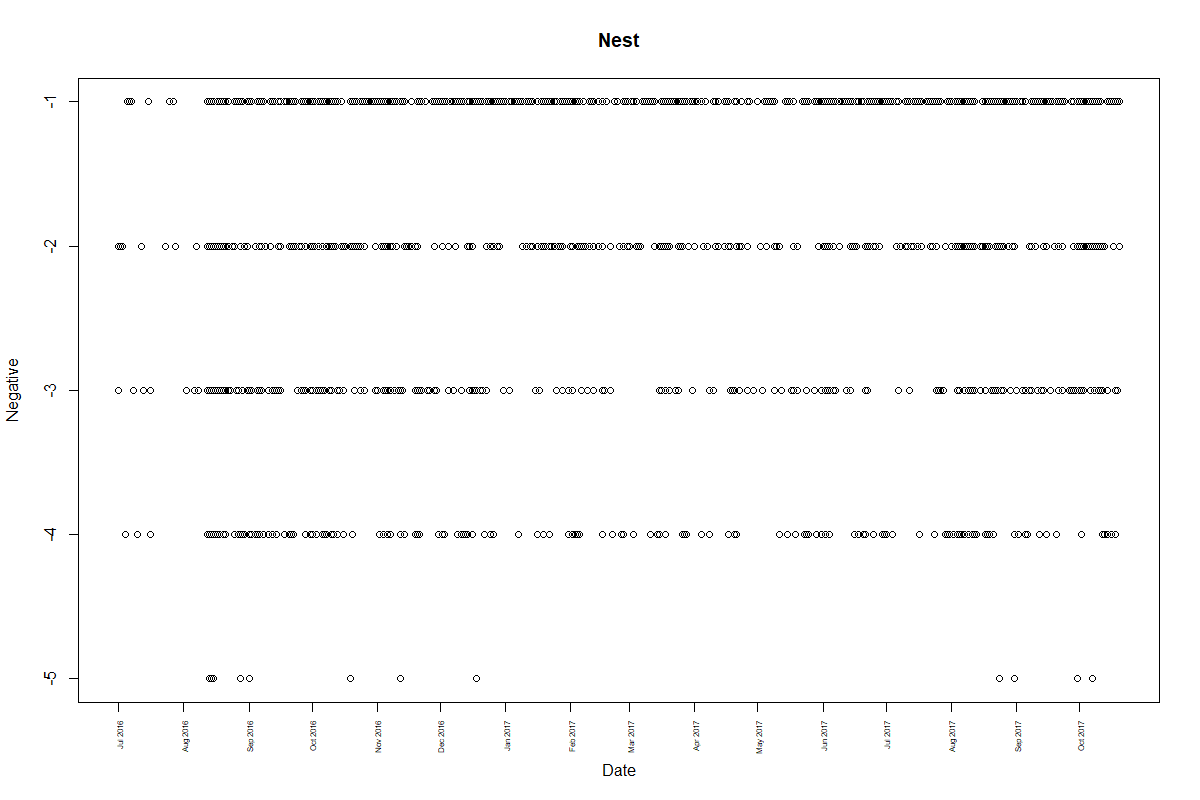 Nest
Negative
-1
-2
-3
-4
-5
Jul 2016
Aug 2016
Sep 2016
Oct 2016
Nov 2016
Dec 2016
Jan 2017
Feb 2017
Mar 2017
Apr 2017
May 2017
Jun 2017
Jul 2017
Aug 2017
Sep 2017
Oct 2017
Date